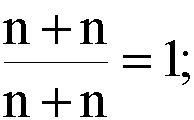 n + n
n + n = 1;